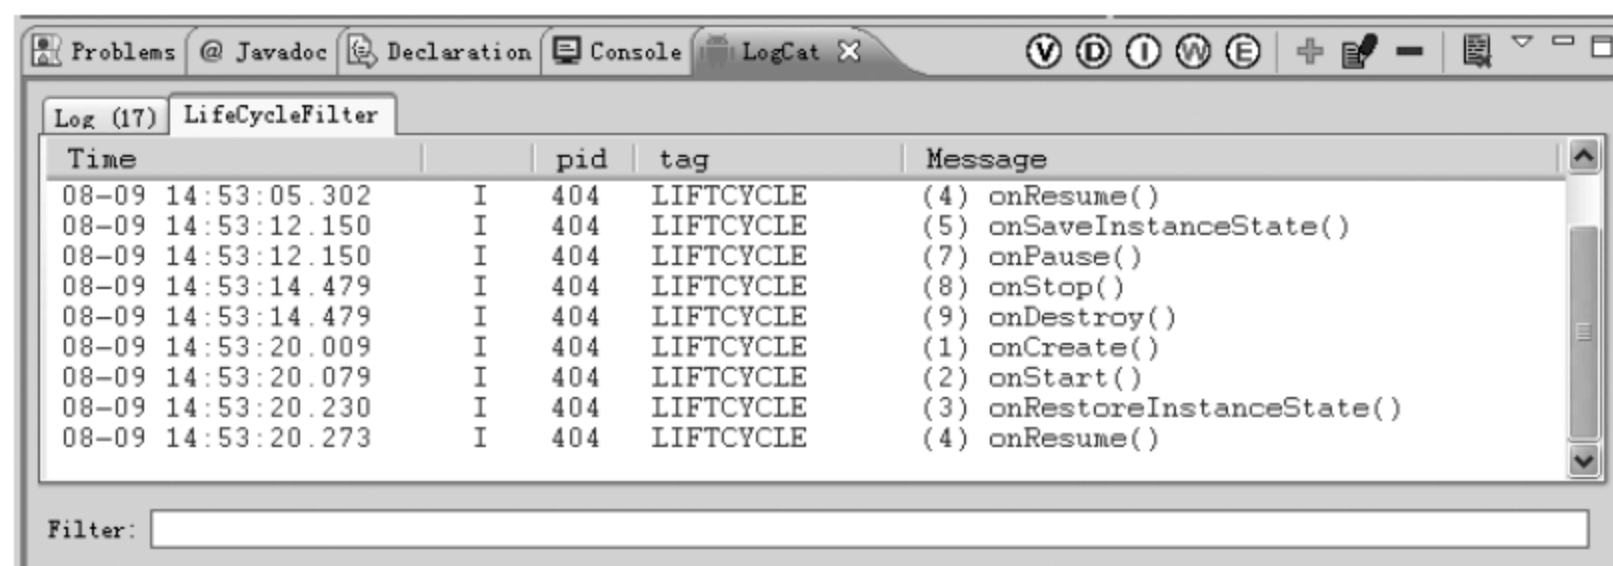 Problems @ Javadoc Declaration Console LogCat
V D I W E
Log (17) LifeCycleFilter
Time pid tag Message
08-09 14:53:05.302 I 404 LIFTCYCLE (4) onResume()
08-09 14:53:12.150 I 404 LIFTCYCLE (5) onSaveInstanceState()
08-09 14:53:12.150 I 404 LIFTCYCLE (7) onPause()
08-09 14:53:14.479 I 404 LIFTCYCLE (8) onStop()
08-09 14:53:14.479 I 404 LIFTCYCLE (9) onDestroy()
08-09 14:53:20.009 I 404 LIFTCYCLE (1) onCreate()
08-09 14:53:20.079 I 404 LIFTCYCLE (2) onStart()
08-09 14:53:20.230 I 404 LIFTCYCLE (3) onRestoreInstanceState()
08-09 14:53:20.273 I 404 LIFTCYCLE (4) onResume()
Filter: